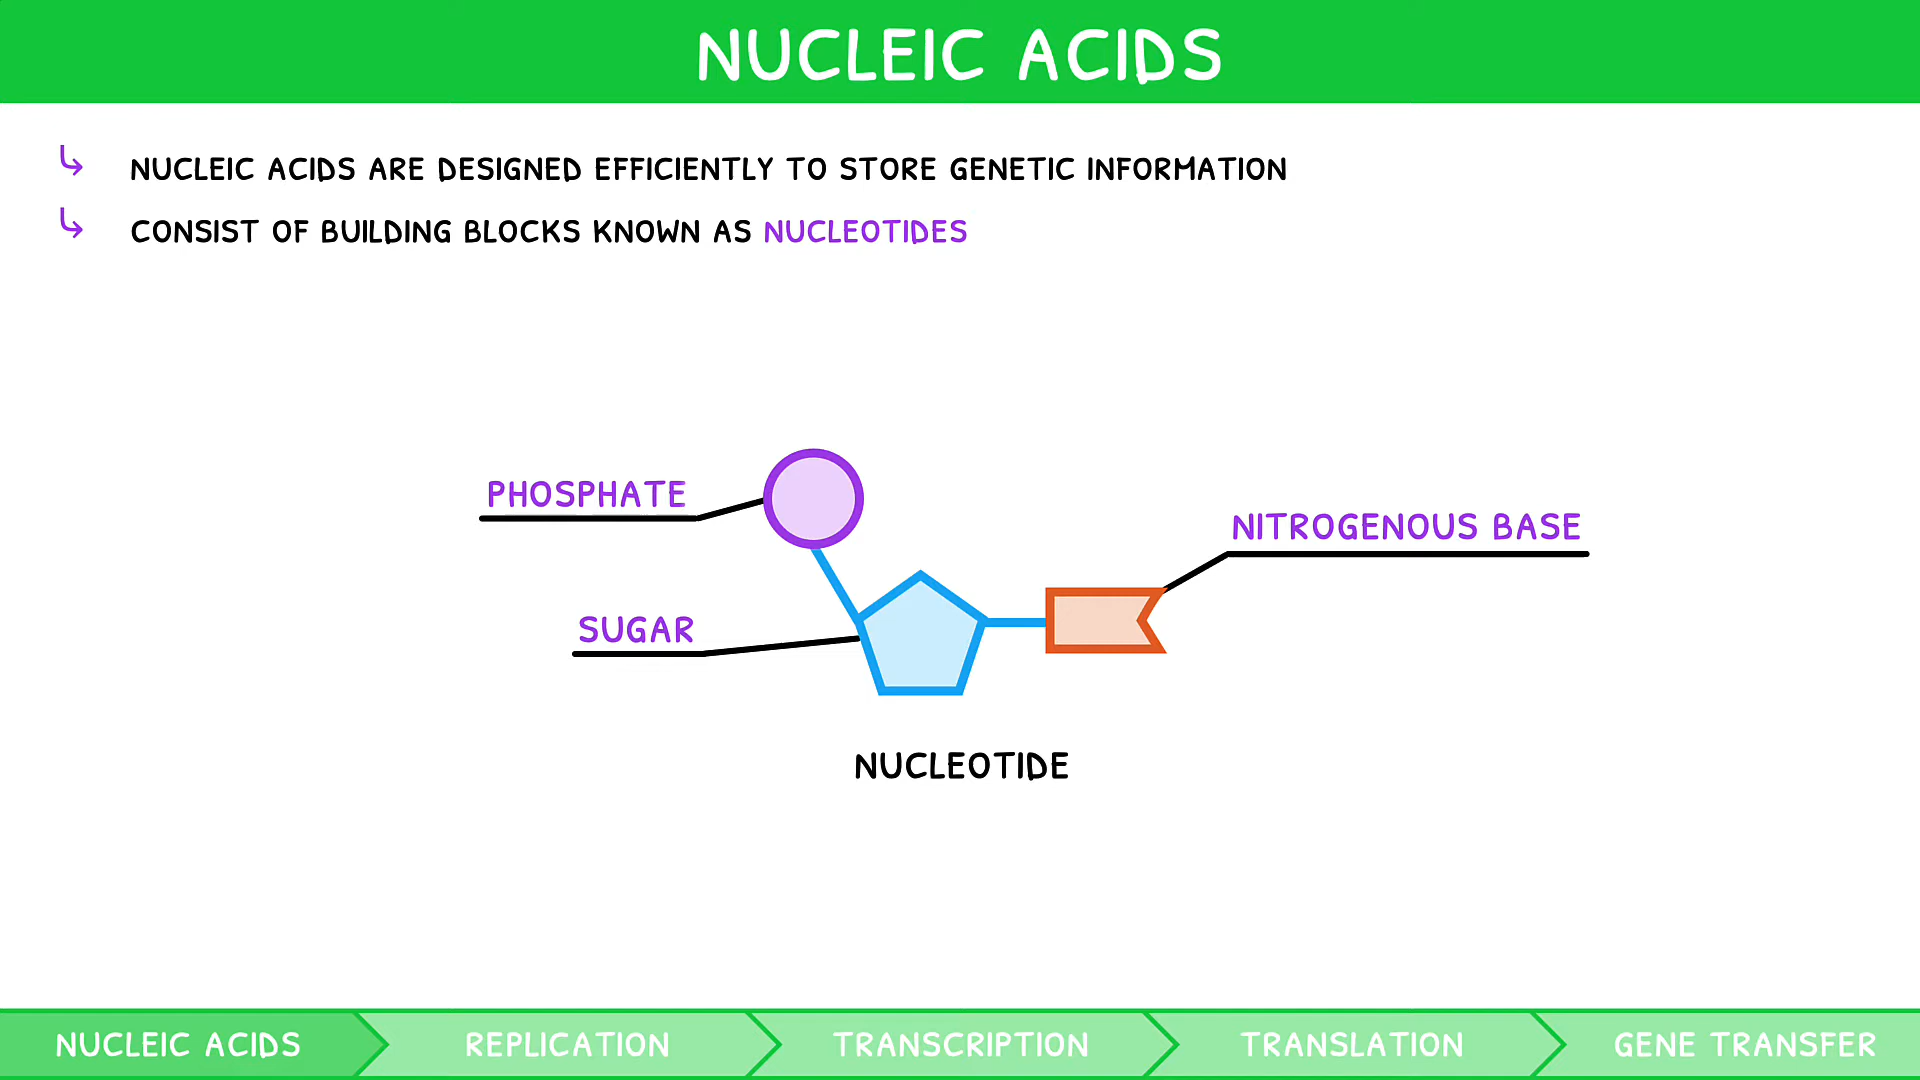 NUCLEIC ACIDS
NUCLEIC ACIDS ARE DESIGNED EFFICIENTLY TO STORE GENETIC INFORMATION
CONSIST OF BUILDING BLOCKS KNOWN AS NUCLEOTIDES
PHOSPHATE
NITROGENOUS BASE
SUGAR
NUCLEOTIDE
NUCLEIC ACIDS
REPLICATION
TRANSCRIPTION
TRANSLATION
GENE TRANSFER